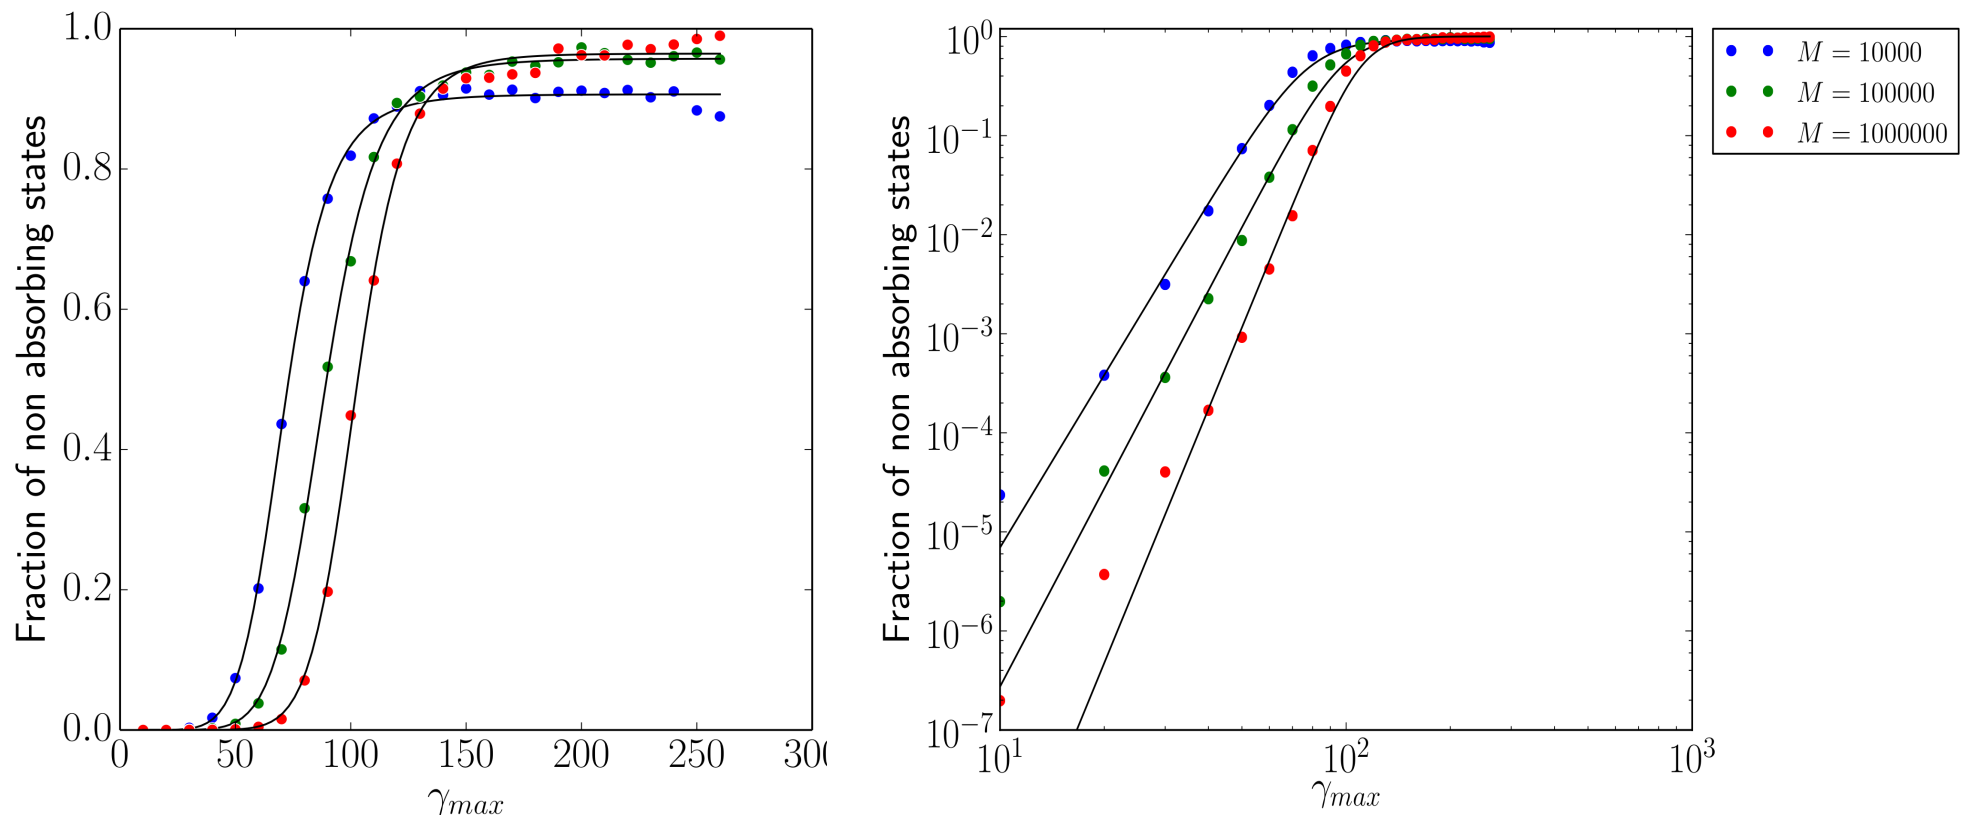 Fraction of non absorbing states
1.0
0.8
0.6
0.4
0.2
0.0
0 50 100 150 200 250 30
γmax
Fraction of non absorbing states
10^0
10^−1
10^−2
10^−3
10^−4
10^−5
10^−6
10^−7
10^1 10^2 10^3
γmax
M = 10000
M = 100000
M = 1000000